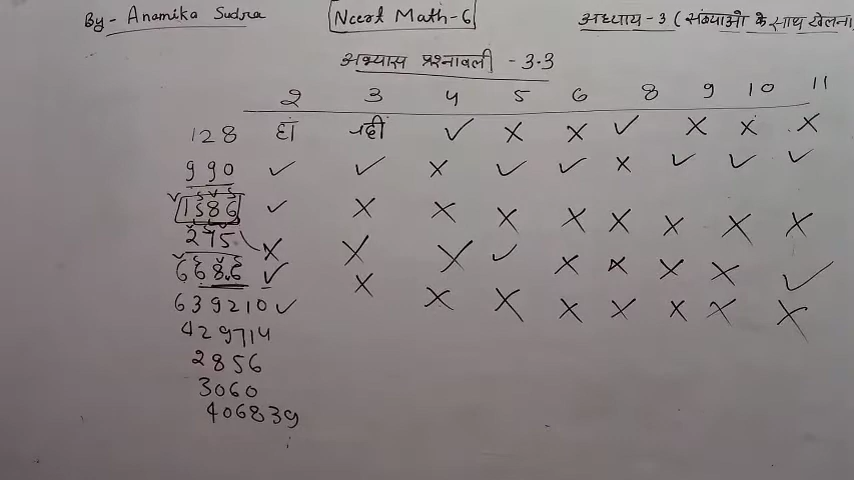 By- Anamika Sudra
Ncert Math-6
अध्याय - 3 ( संख्याओ के साथ खेलना
अभ्यास प्रश्नावली - 3.3
2 3 4 5 6 8 9 10 11
128 हां नहीं ✓ × × ✓ × × ×
990 ✓ ✓ × ✓ ✓ × ✓ ✓ ✓
1586 ✓ × × × × × × × ×
275 × × × ✓ × × × × ✓
6686 ✓ × × × × × × × ×
639210 ✓
429714
2856
3060
406839